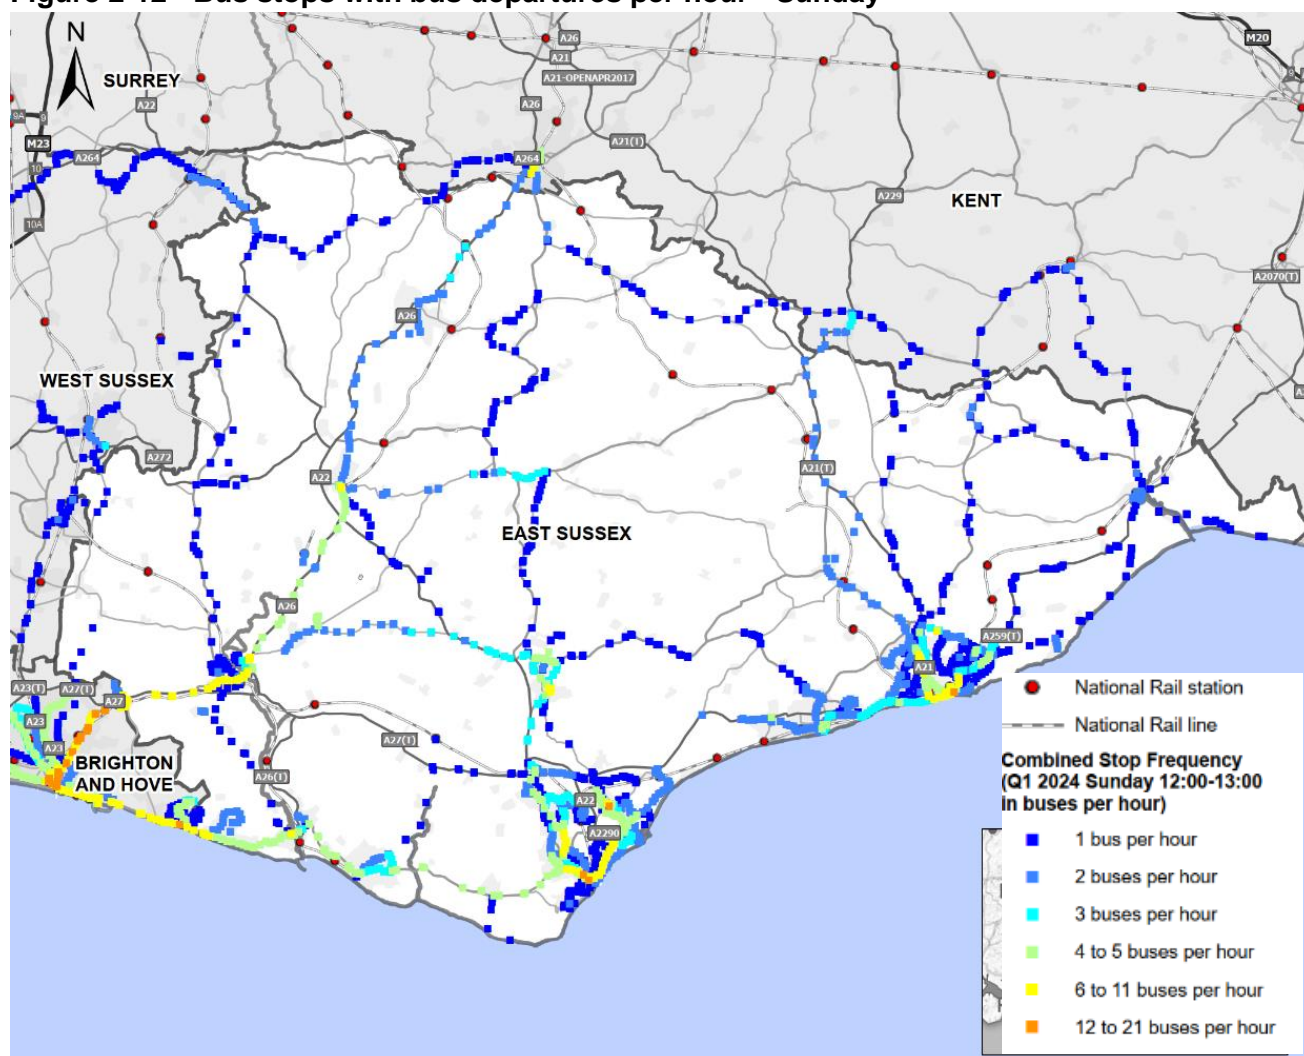 Figure 2-12 - Bus stops with bus departures per hour - Sunday
N
SURREY
A22
M23
A264
10
10A
9
A26
A21
A21-OPENAPR2017
A26
A21(T)
A264
M20
9
A229
KENT
A2070(T)
A26
WEST SUSSEX
A272
A22
A21(T)
EAST SUSSEX
A26
A259(T)
A21
A23(T)
A27(T)
A27
A23
A23
BRIGHTON
AND HOVE
A26(T)
A27(T)
A22
A2290
National Rail station
National Rail line
Combined Stop Frequency
(Q1 2024 Sunday 12:00-13:00
in buses per hour)
1 bus per hour
2 buses per hour
3 buses per hour
4 to 5 buses per hour
6 to 11 buses per hour
12 to 21 buses per hour